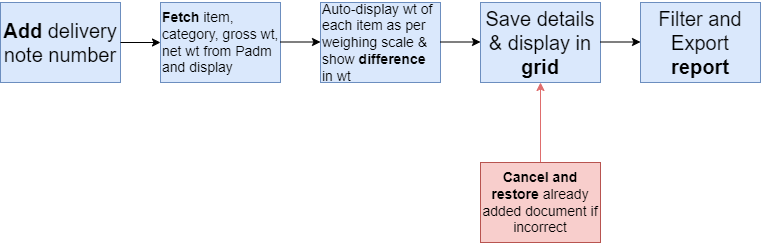 Add delivery
note number
Fetch item,
category, gross wt,
net wt from Padm
and display
Auto-display wt of
each item as per
weighing scale &
show difference
in wt
Save details
& display in
grid
Filter and
Export
report
Cancel and
restore already
added document if
incorrect